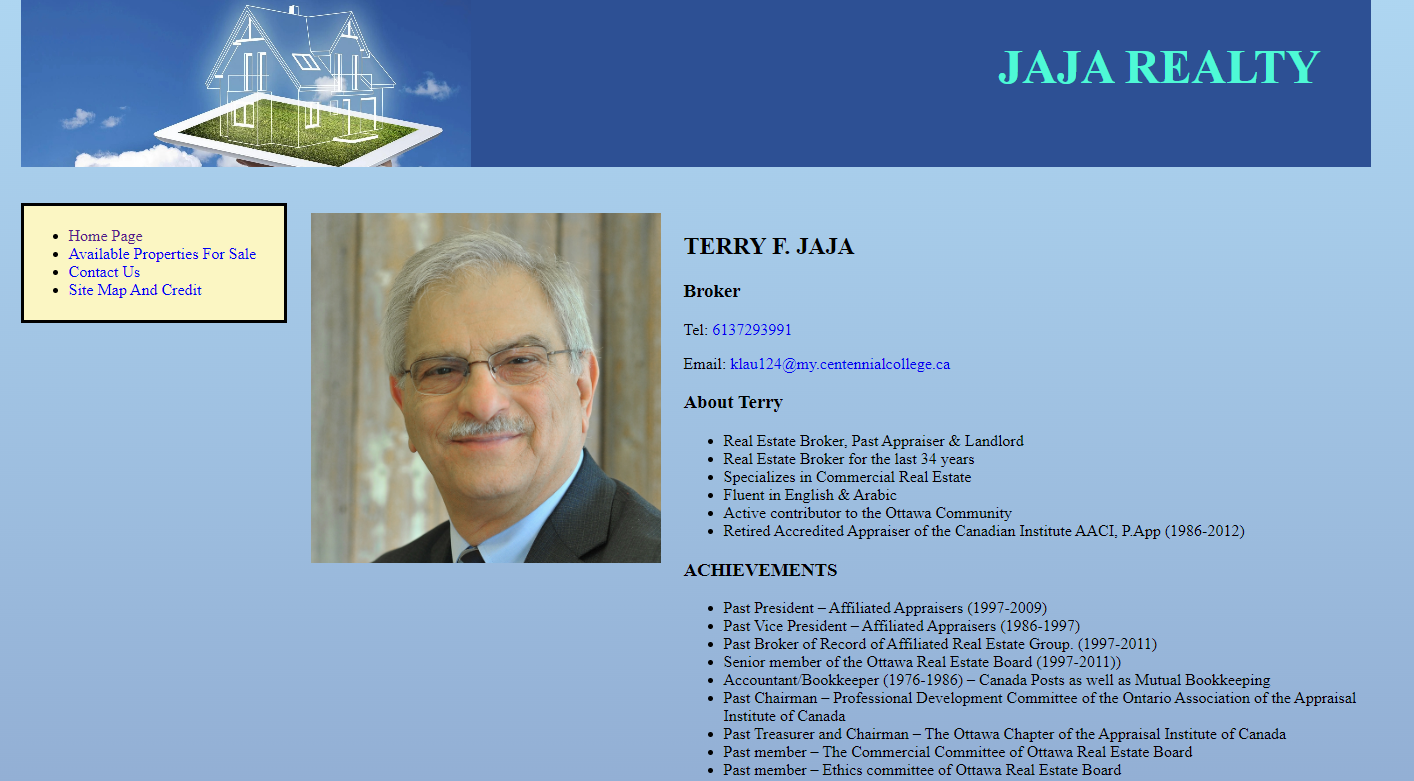 JAJA REALTY
Home Page
Available Properties For Sale
Contact Us
Site Map And Credit
TERRY F. JAJA
Broker
Tel: 6137293991
Email: klau124@my.centennialcollege.ca
About Terry
Real Estate Broker, Past Appraiser & Landlord
Real Estate Broker for the last 34 years
Specializes in Commercial Real Estate
Fluent in English & Arabic
Active contributor to the Ottawa Community
Retired Accredited Appraiser of the Canadian Institute AACI, P.App (1986-2012)
ACHIEVEMENTS
Past President – Affiliated Appraisers (1997-2009)
Past Vice President – Affiliated Appraisers (1986-1997)
Past Broker of Record of Affiliated Real Estate Group. (1997-2011)
Senior member of the Ottawa Real Estate Board (1997-2011))
Accountant/Bookkeeper (1976-1986) – Canada Posts as well as Mutual Bookkeeping
Past Chairman – Professional Development Committee of the Ontario Association of the Appraisal
Institute of Canada
Past Treasurer and Chairman – The Ottawa Chapter of the Appraisal Institute of Canada
Past member – The Commercial Committee of Ottawa Real Estate Board
Past member – Ethics committee of Ottawa Real Estate Board